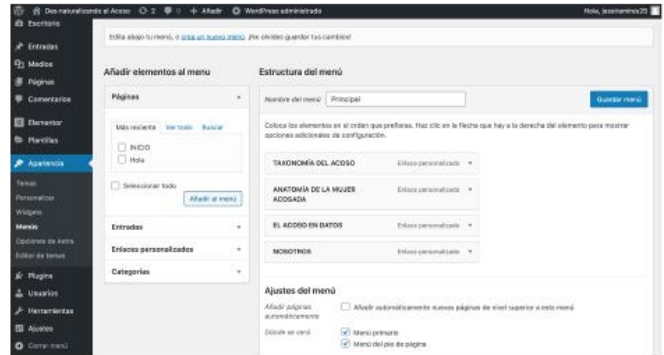 Desnaturalizando el Acoso 2 0 + Añadir WordPress administrado
Hola, jessiramirez25
Escritorio
Entradas
Medios
Páginas
Comentarios
Elementor
Plantillas
Apariencia
Temas
Personalizar
Widgets
Menús
Opciones de Astra
Editor de temas
Plugins
Usuarios
Herramientas
Ajustes
Cerrar menú
Edita abajo tu menú, o crea un nuevo menú. ¡No olvides guardar tus cambios!
Añadir elementos al menú
Páginas
Más reciente Ver todo Buscar
INICIO
Hola
Seleccionar todo
Añadir al menú
Entradas
Enlaces personalizados
Categorías
Estructura del menú
Nombre del menú Principal
Guardar menú
Coloca los elementos en el orden que prefieras. Haz clic en la flecha que hay a la derecha del elemento para mostrar
opciones adicionales de configuración.
TAXONOMÍA DEL ACOSO Enlace personalizado
ANATOMÍA DE LA MUJER
ACOSADA
Enlace personalizado
EL ACOSO EN DATOS Enlace personalizado
NOSOTROS Enlace personalizado
Ajustes del menú
Añadir páginas
automáticamente
Añadir automáticamente nuevas páginas de nivel superior a este menú
Dónde se verá
Menú primario
Menú del pie de página